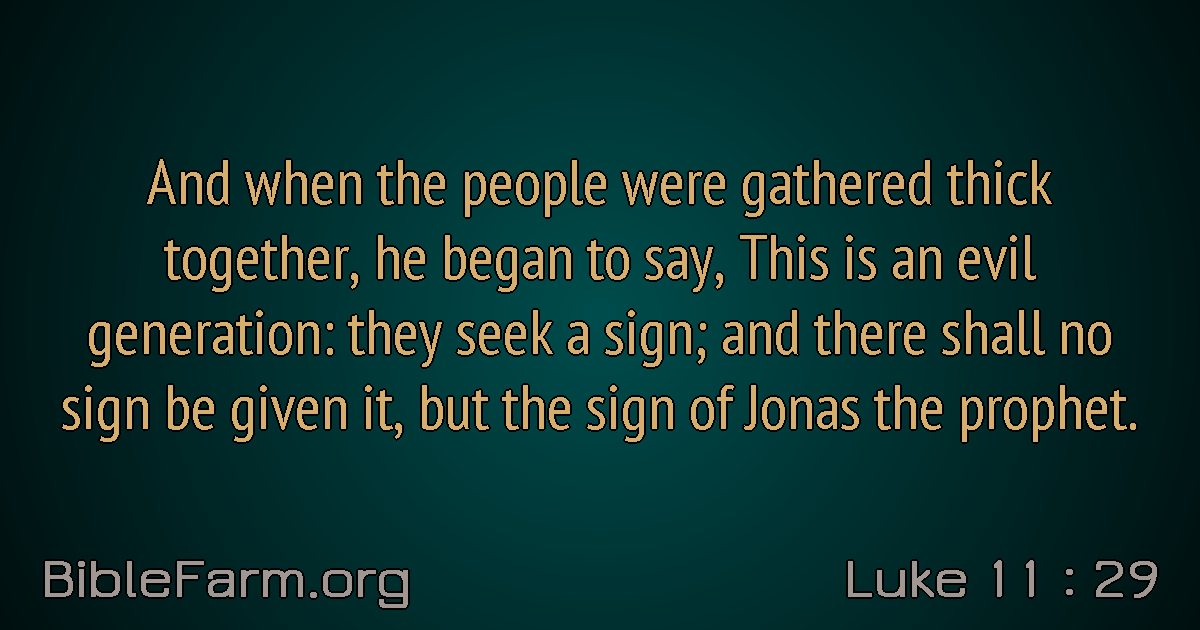 And when the people were gathered thick
together, he began to say, This is an evil
generation: they seek a sign; and there shall no
sign be given it, but the sign of Jonas the prophet.
BibleFarm.org
Luke 11 : 29